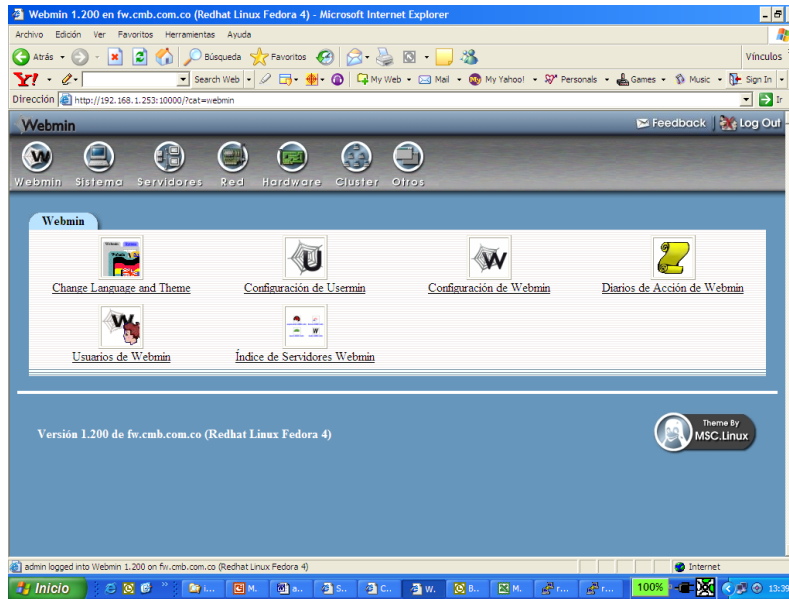 Webmin 1.200 en fw.cmb.com.co (Redhat Linux Fedora 4) - Microsoft Internet Explorer
Archivo Edición Ver Favoritos Herramientas Ayuda
Atrás Búsqueda Favoritos Vínculos
Y! Search Web My Web Mail My Yahoo! Personals Games Music Sign In
Dirección http://192.168.1.253:10000/?cat=webmin Ir
Webmin Feedback | Log Out
Webmin Sistema Servidores Red Hardware Cluster Otros
Webmin
Change Language and Theme Configuración de Usermin Configuración de Webmin Diarios de Acción de Webmin
Usuarios de Webmin Índice de Servidores Webmin
Versión 1.200 de fw.cmb.com.co (Redhat Linux Fedora 4)
Theme By
MSC.Linux
admin logged into Webmin 1.200 on fw.cmb.com.co (Redhat Linux Fedora 4) Internet
Inicio i... M. a.. S.. C.. W. B.. M. r... r... 100% 13:39